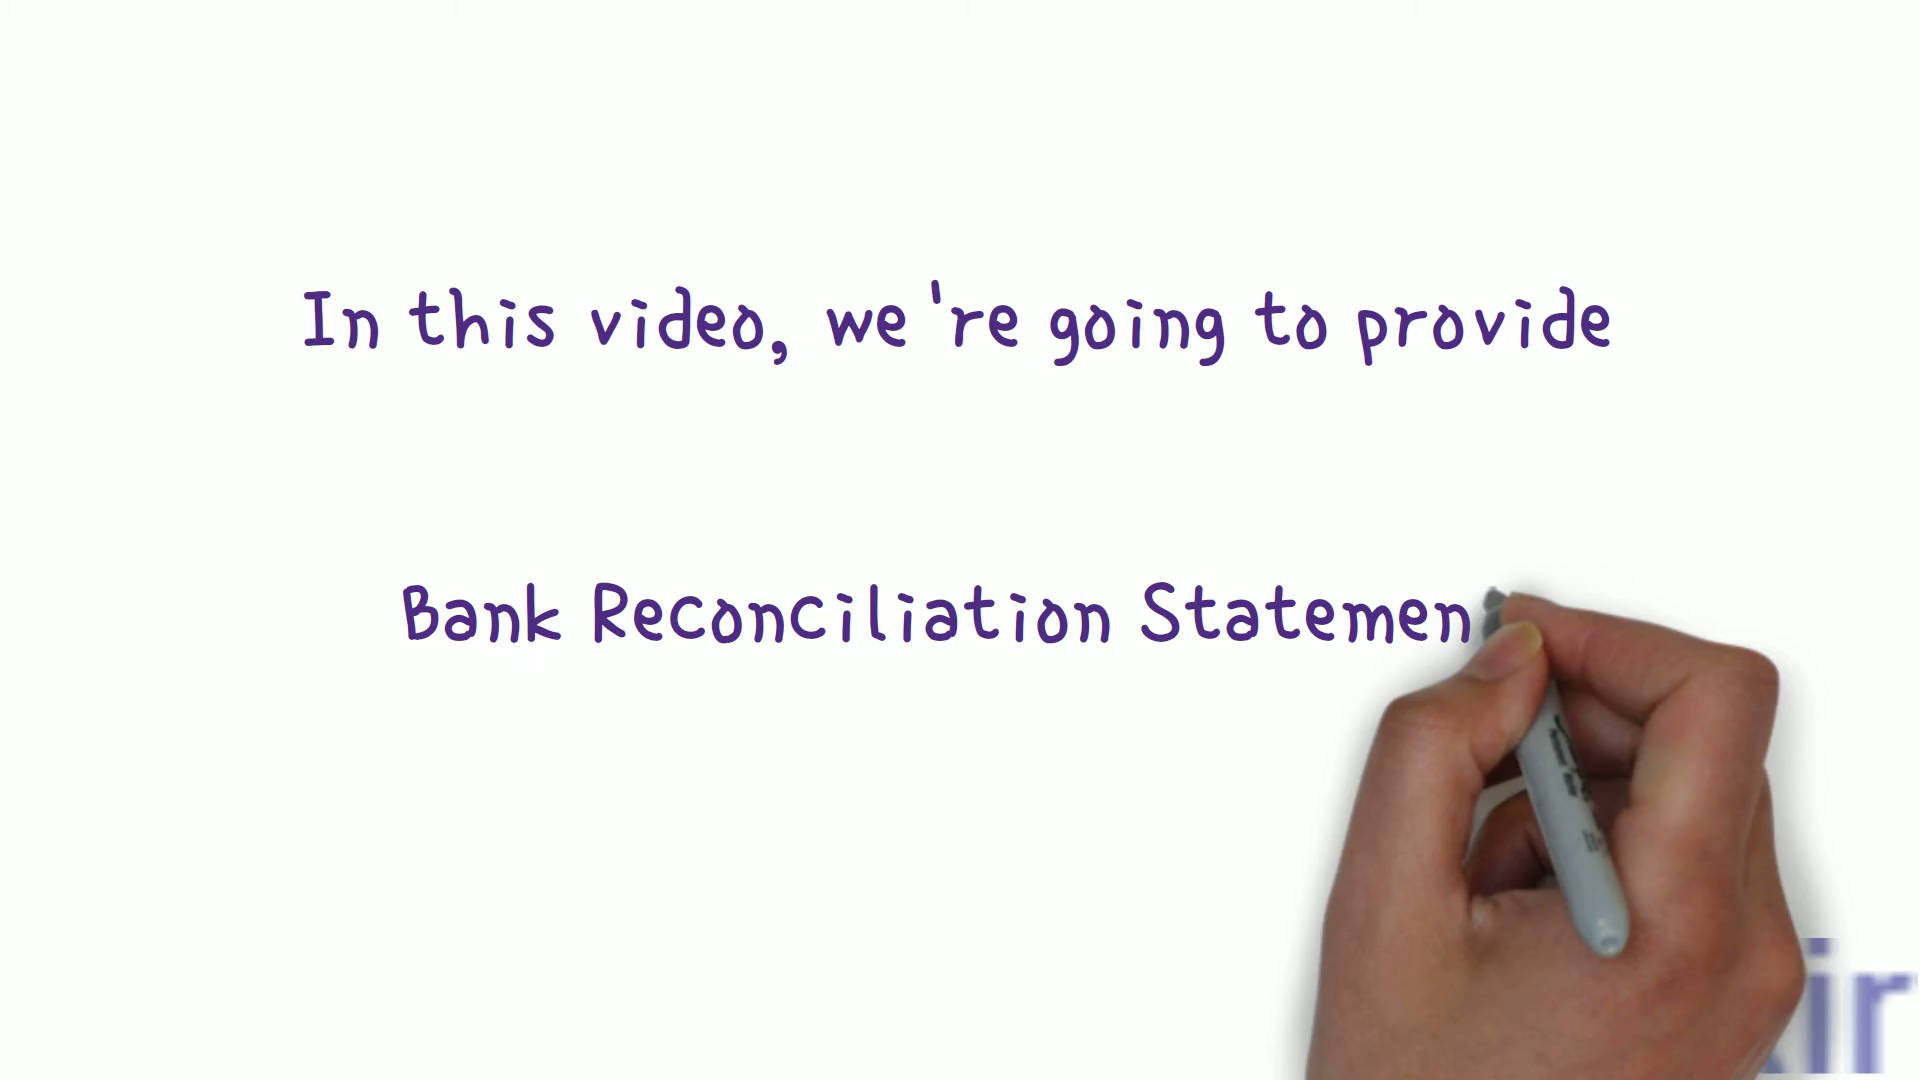 In this video, we're going to provide
Bank Reconciliation Statemen